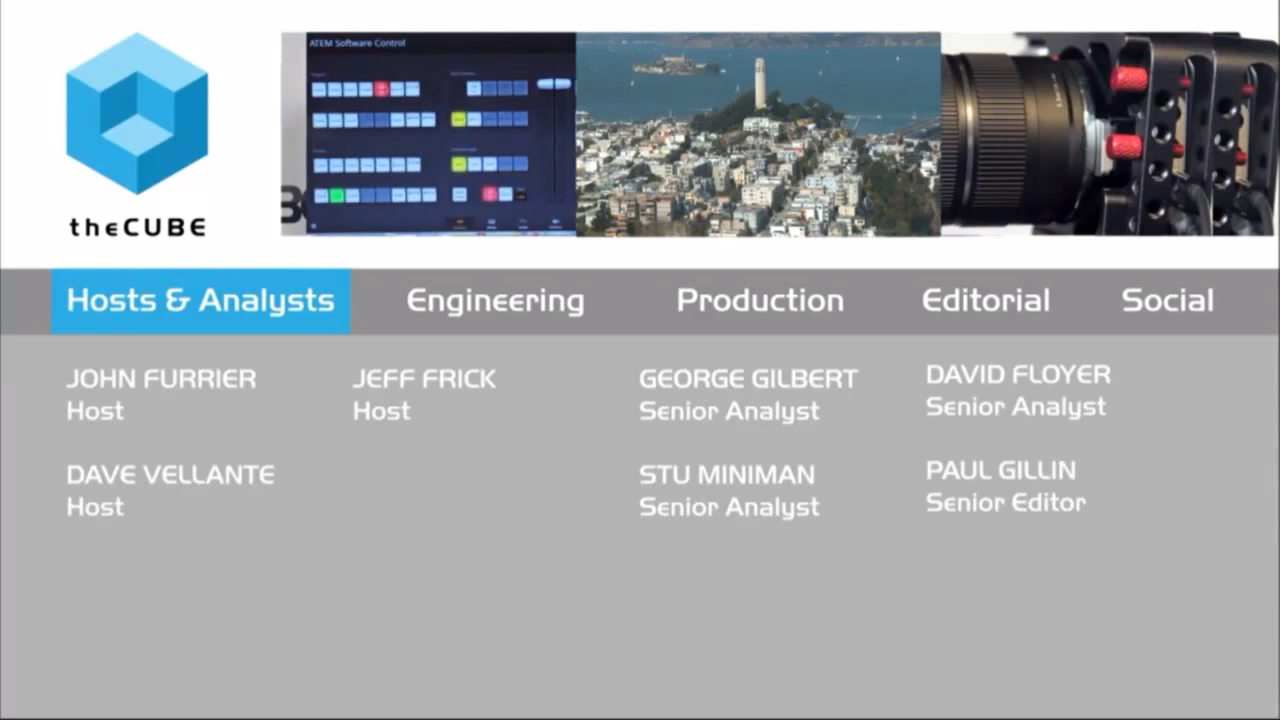 theCUBE
ATEM Software Control
Hosts & Analysts
Engineering
Production
Editorial
Social
JOHN FURRIER
Host
JEFF FRICK
Host
GEORGE GILBERT
Senior Analyst
DAVID FLOYER
Senior Analyst
DAVE VELLANTE
Host
STU MINIMAN
Senior Analyst
PAUL GILLIN
Senior Editor